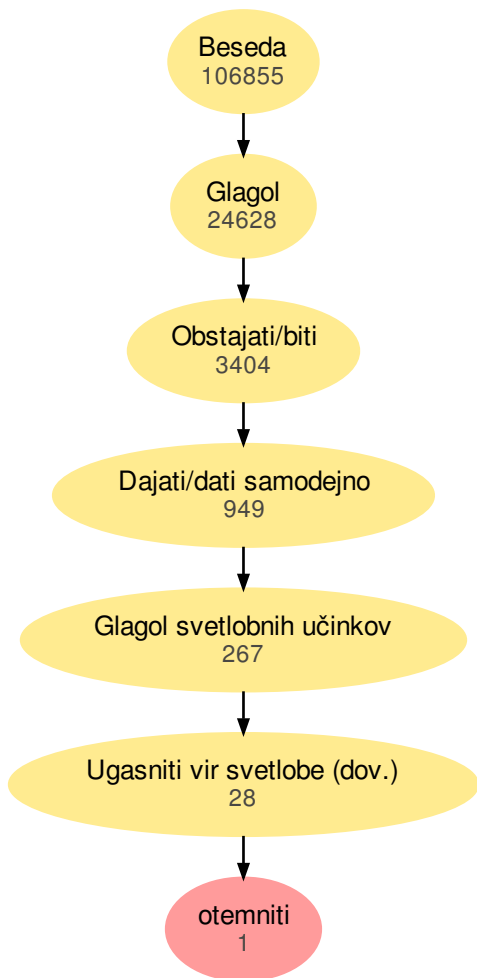 Beseda
106855
Glagol
24628
Obstajati/biti
3404
Dajati/dati samodejno
949
Glagol svetlobnih učinkov
267
Ugasniti vir svetlobe (dov.)
28
otemniti
1